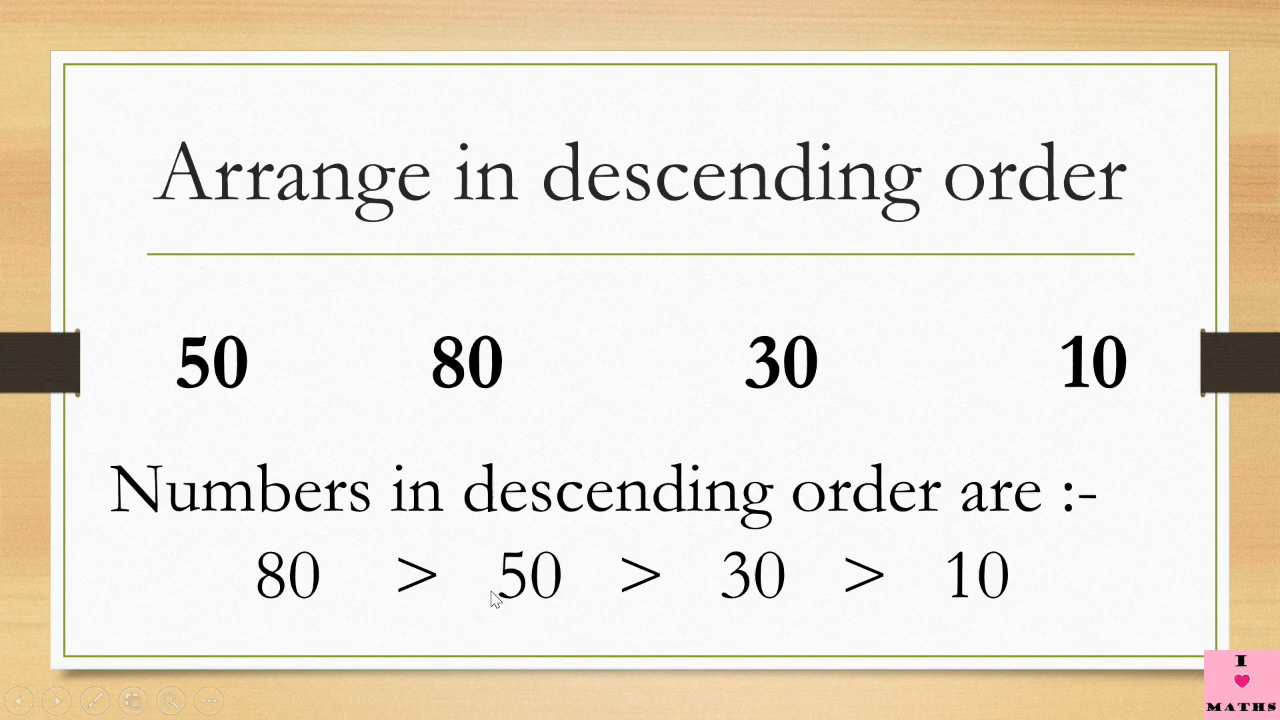 Arrange in descending order
50 80 30 10
Numbers in descending order are :-
80 > 50 > 30 > 10
I
MATHS